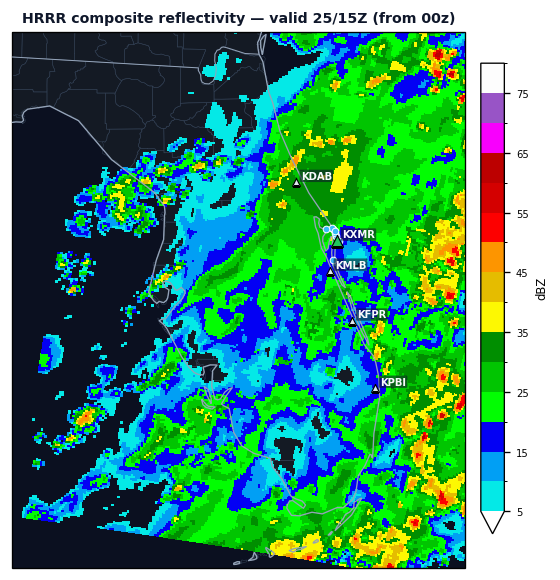 HRRR composite reflectivity — valid 25/15Z (from 00z)
75
65
55
45
35
25
15
5
dBZ
KDAB
KXMR
KMLB
KFPR
KPBI